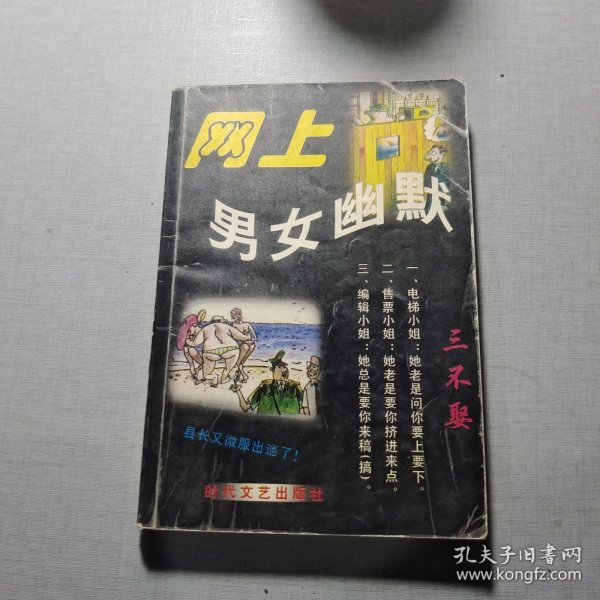 网上
男女幽默
三不娶
一、电梯小姐：她老是问你要上要下。
二、售票小姐：她老是要你挤进来点。
三、编辑小姐：她总是要你来稿(搞)。
县长又微服出巡了！
时代文艺出版社
孔夫子旧书网
www.kongfz.com